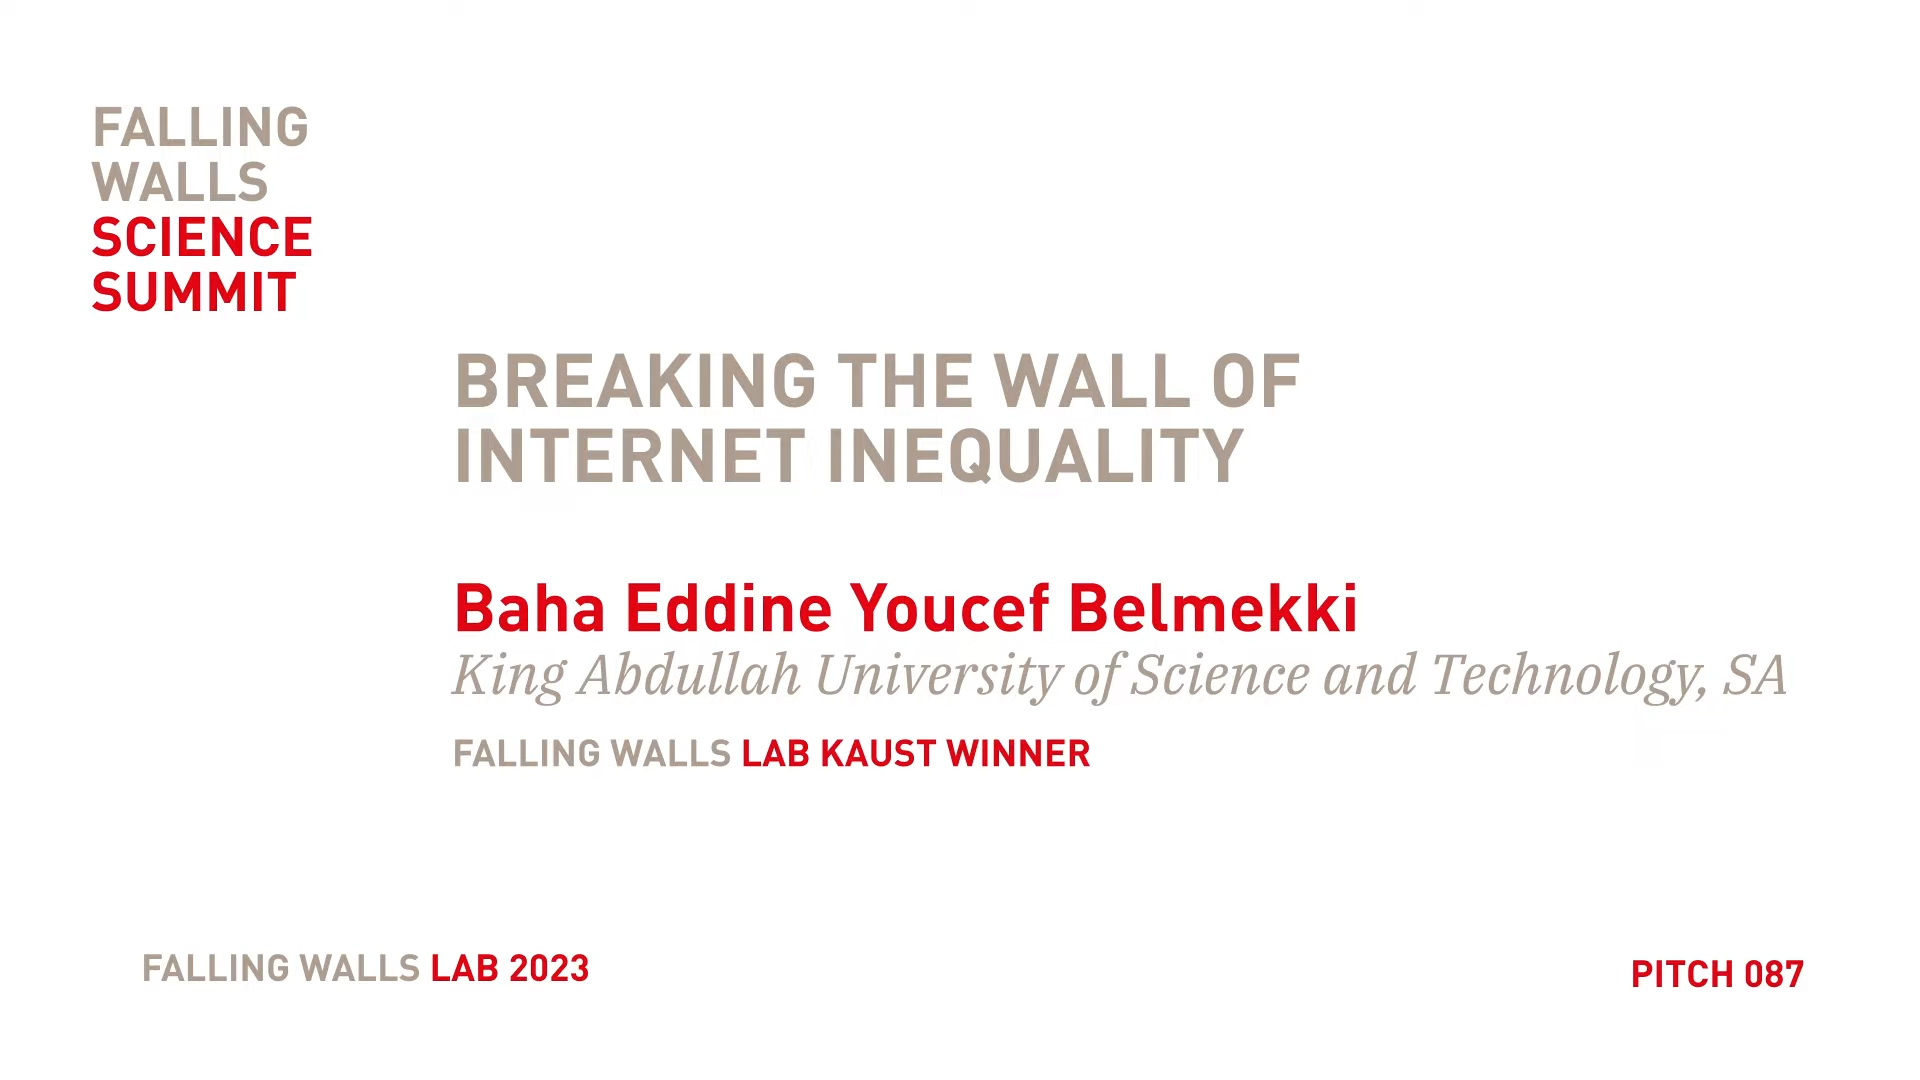 FALLING
WALLS
SCIENCE
SUMMIT
BREAKING THE WALL OF
INTERNET INEQUALITY
Baha Eddine Youcef Belmekki
King Abdullah University of Science and Technology, SA
FALLING WALLS LAB KAUST WINNER
FALLING WALLS LAB 2023
PITCH 087